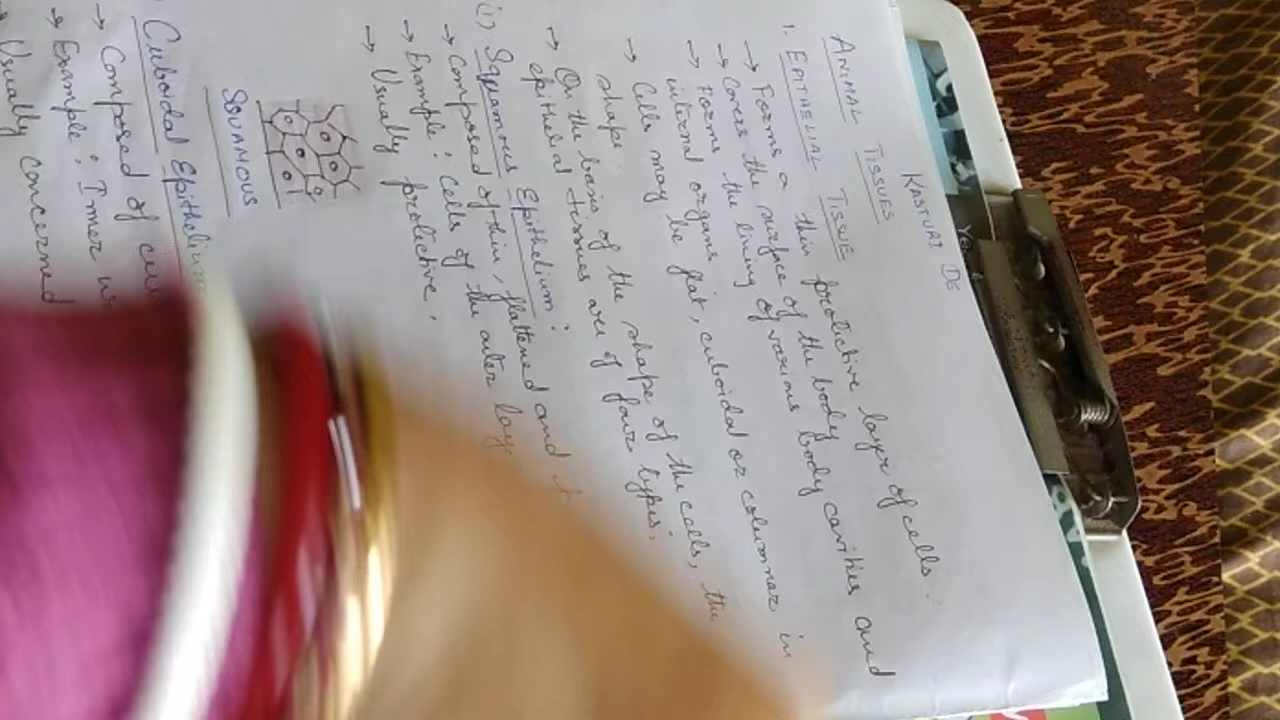 KASTURI DE
ANIMAL TISSUES
1. EPITHELIAL TISSUE
→ Forms a thin protective layer of cells.
→ Covers the surface of the body cavities and
→ Forms the lining of various body
internal organs
→ Cells may be flat, cuboidal or columnar in
shape.
→ On the basis of the shape of the cells, the
epithelial tissues are of four types.
(i) Squamous Epithelium:
→ Composed of thin, flattened and
→ Example: Cells of the outer
→ Usually protective.
SQUAMOUS
Cuboidal Epithelium
→ Composed of
→ Example: Inner
→ Usually concerned